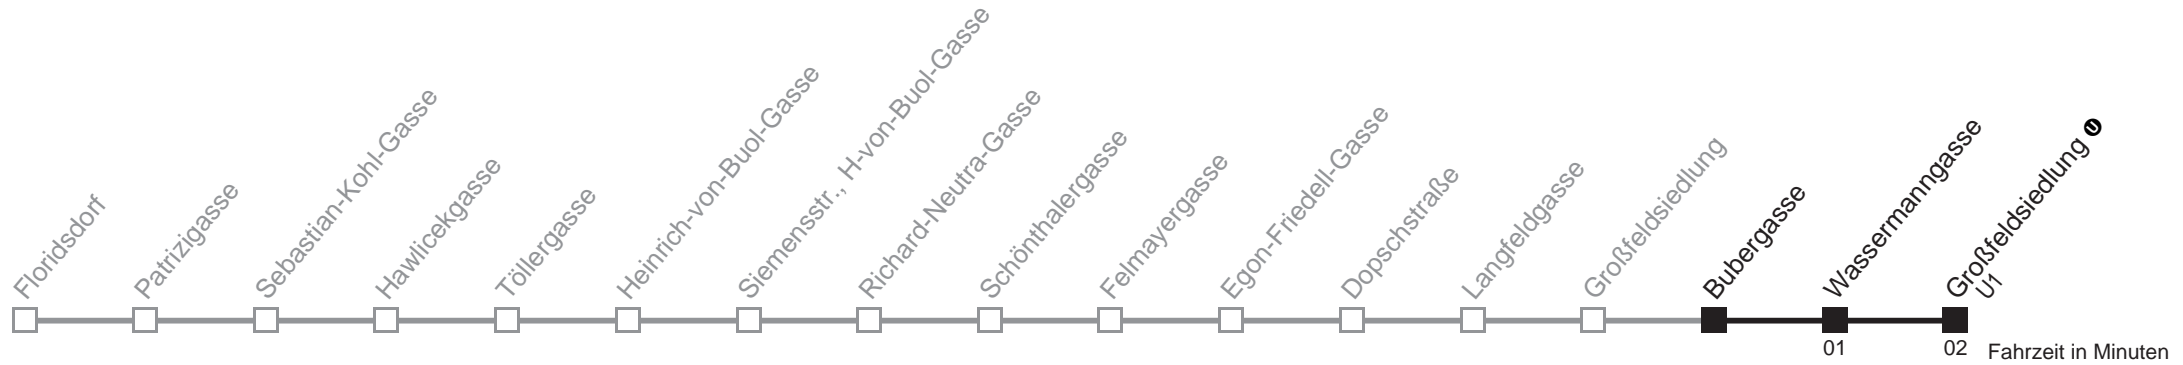 Floridsdorf
Patrizigasse
Sebastian-Kohl-Gasse
Hawlicekgasse
Töllergasse
Heinrich-von-Buol-Gasse
Siemensstr., H-von-Buol-Gasse
Richard-Neutra-Gasse
Schönthalergasse
Felmayergasse
Egon-Friedell-Gasse
Dopschstraße
Langfeldgasse
Großfeldsiedlung
Bubergasse
Wassermanngasse
Großfeldsiedlung U
U1
01
02
Fahrzeit in Minuten